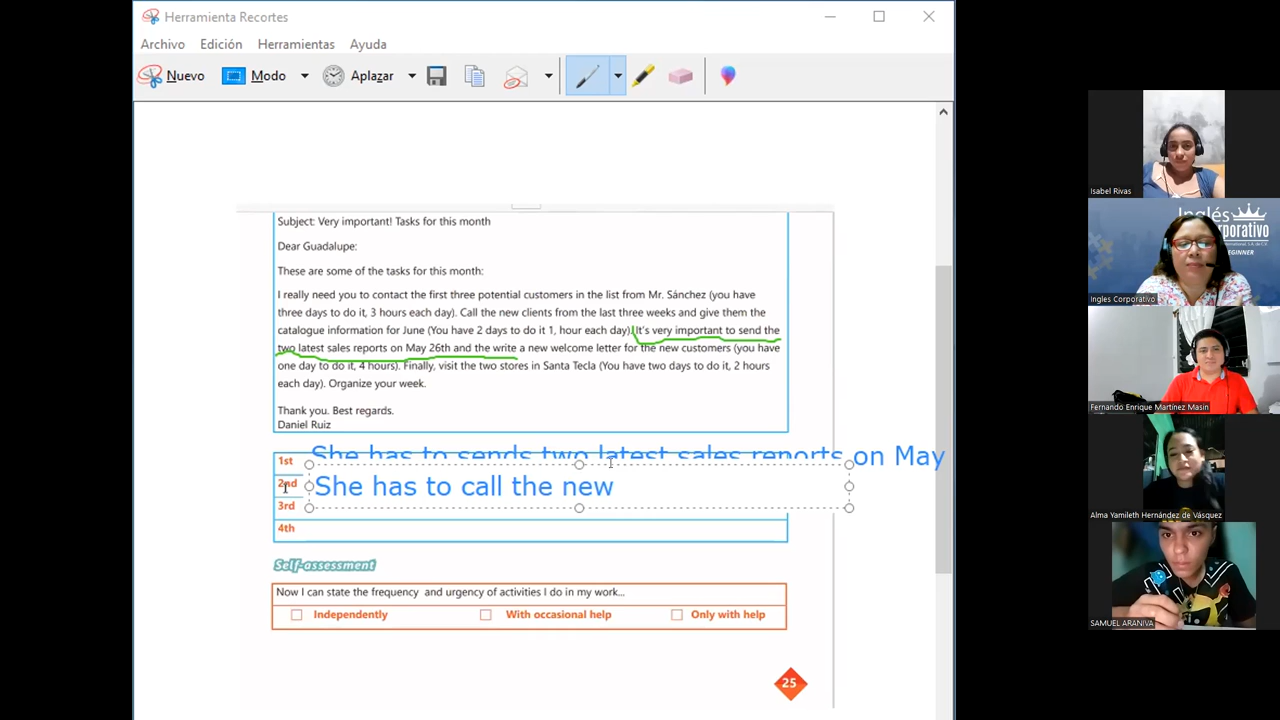 Herramienta Recortes
Archivo Edición Herramientas Ayuda
Nuevo Modo Aplazar
Subject: Very important! Tasks for this month
Dear Guadalupe:
These are some of the tasks for this month:
I really need you to contact the first three potential customers in the list from Mr. Sánchez (you have
three days to do it, 3 hours each day). Call the new clients from the last three weeks and give them the
catalogue information for June (You have 2 days to do it 1, hour each day). It's very important to send the
two latest sales reports on May 26th and the write a new welcome letter for the new customers (you have
one day to do it, 4 hours). Finally, visit the two stores in Santa Tecla (You have two days to do it, 2 hours
each day). Organize your week.
Thank you. Best regards.
Daniel Ruiz
1st She has to sends two latest sales reports on May
2nd She has to call the new
3rd
4th
Self-assessment
Now I can state the frequency and urgency of activities I do in my work...
Independently With occasional help Only with help
25
Isabel Rivas
Inglés
Corporativo
International, S.A. de C.V.
EGINNER
Ingles Corporativo
Fernando Enrique Martínez Masin
Alma Yamileth Hernández de Vásquez
SAMUEL ARANIVA